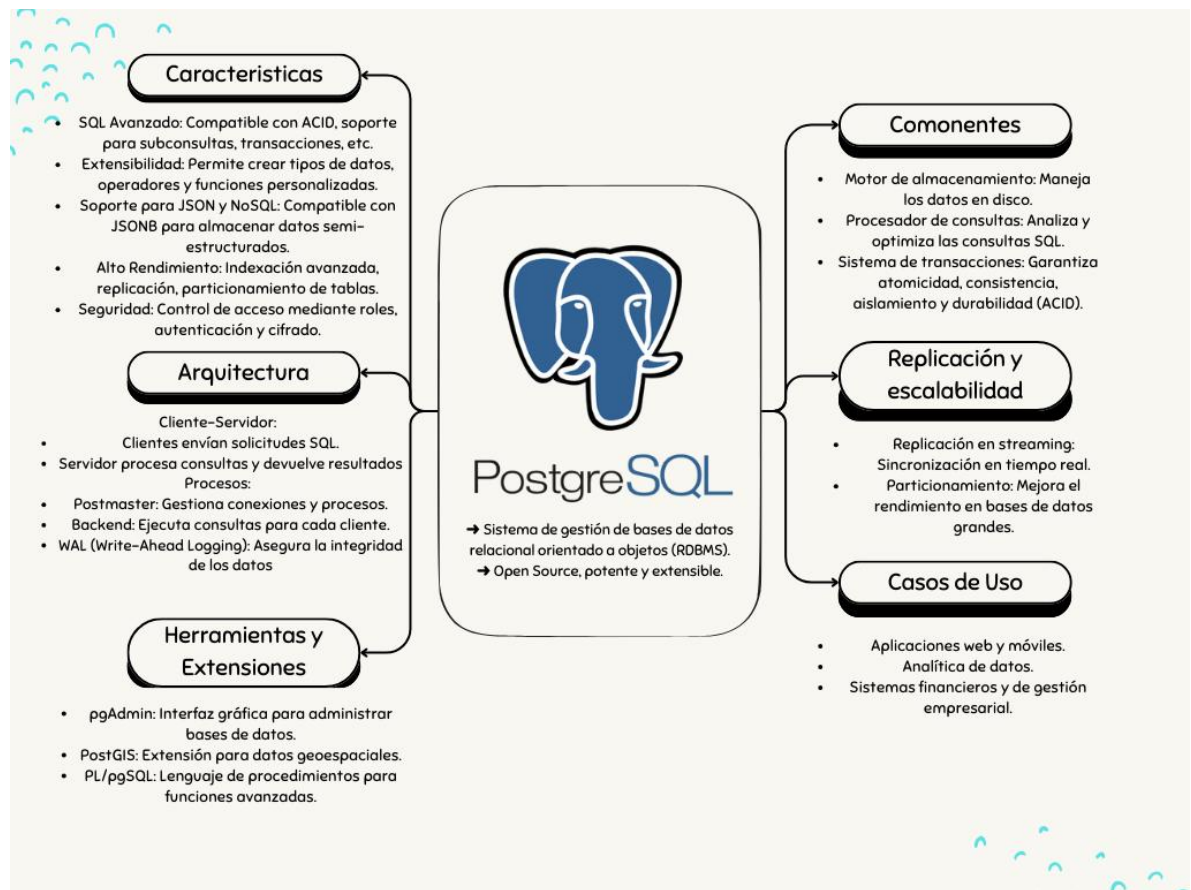 Caracteristicas
• SQL Avanzado: Compatible con ACID, soporte
para subconsultas, transacciones, etc.
• Extensibilidad: Permite crear tipos de datos,
operadores y funciones personalizadas.
• Soporte para JSON y NoSQL: Compatible con
JSONB para almacenar datos semi-
estructurados.
• Alto Rendimiento: Indexación avanzada,
replicación, particionamiento de tablas.
• Seguridad: Control de acceso mediante roles,
autenticación y cifrado.
Arquitectura
Cliente-Servidor:
• Clientes envían solicitudes SQL.
• Servidor procesa consultas y devuelve resultados
Procesos:
• Postmaster: Gestiona conexiones y procesos.
• Backend: Ejecuta consultas para cada cliente.
• WAL (Write-Ahead Logging): Asegura la integridad
de los datos
Herramientas y
Extensiones
• pgAdmin: Interfaz gráfica para administrar
bases de datos.
• PostGIS: Extensión para datos geoespaciales.
• PL/pgSQL: Lenguaje de procedimientos para
funciones avanzadas.
PostgreSQL
➜ Sistema de gestión de bases de datos
relacional orientado a objetos (RDBMS).
➜ Open Source, potente y extensible.
Comonentes
• Motor de almacenamiento: Maneja
los datos en disco.
• Procesador de consultas: Analiza y
optimiza las consultas SQL.
• Sistema de transacciones: Garantiza
atomicidad, consistencia,
aislamiento y durabilidad (ACID).
Replicación y
escalabilidad
• Replicación en streaming:
Sincronización en tiempo real.
• Particionamiento: Mejora el
rendimiento en bases de datos
grandes.
Casos de Uso
• Aplicaciones web y móviles.
• Analítica de datos.
• Sistemas financieros y de gestión
empresarial.